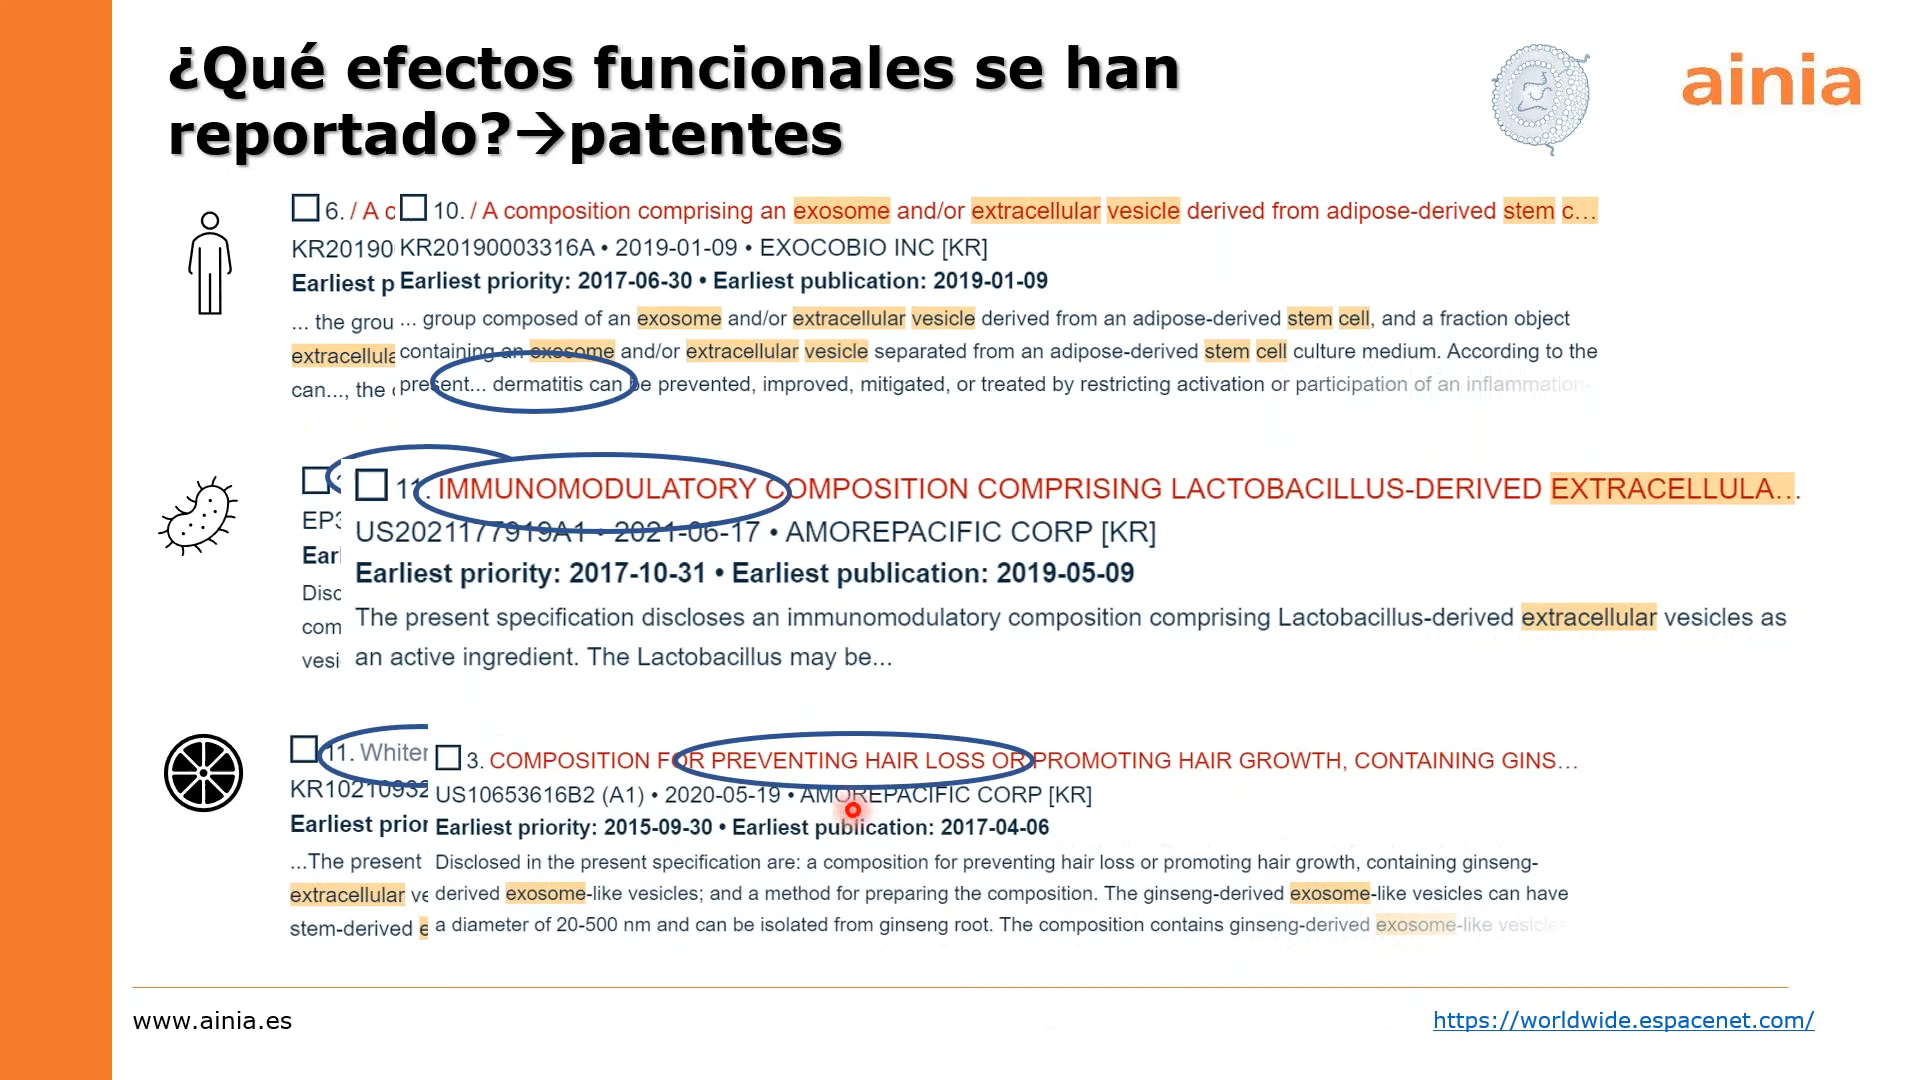 ¿Qué efectos funcionales se han
reportado?→patentes
ainia
6. / A c
KR20190
Earliest p
... the grou
extracellula
can..., the
10. / A composition comprising an exosome and/or extracellular vesicle derived from adipose-derived stem c...
KR20190003316A • 2019-01-09 • EXOCOBIO INC [KR]
Earliest priority: 2017-06-30 • Earliest publication: 2019-01-09
... group composed of an exosome and/or extracellular vesicle derived from an adipose-derived stem cell, and a fraction object
containing an exosome and/or extracellular vesicle separated from an adipose-derived stem cell culture medium. According to the
present... dermatitis can be prevented, improved, mitigated, or treated by restricting activation or participation of an inflammation-
EP3
Earl
Disc
com
vesi
11. IMMUNOMODULATORY COMPOSITION COMPRISING LACTOBACILLUS-DERIVED EXTRACELLULA...
US2021177919A1 • 2021-06-17 • AMOREPACIFIC CORP [KR]
Earliest priority: 2017-10-31 • Earliest publication: 2019-05-09
The present specification discloses an immunomodulatory composition comprising Lactobacillus-derived extracellular vesicles as
an active ingredient. The Lactobacillus may be...
11. Whiten
KR10210932
Earliest prior
...The present
extracellular ve
stem-derived e
3. COMPOSITION FOR PREVENTING HAIR LOSS OR PROMOTING HAIR GROWTH, CONTAINING GINS...
US10653616B2 (A1) • 2020-05-19 • AMOREPACIFIC CORP [KR]
Earliest priority: 2015-09-30 • Earliest publication: 2017-04-06
Disclosed in the present specification are: a composition for preventing hair loss or promoting hair growth, containing ginseng-
derived exosome-like vesicles; and a method for preparing the composition. The ginseng-derived exosome-like vesicles can have
a diameter of 20-500 nm and can be isolated from ginseng root. The composition contains ginseng-derived exosome-like vesicles
www.ainia.es
https://worldwide.espacenet.com/